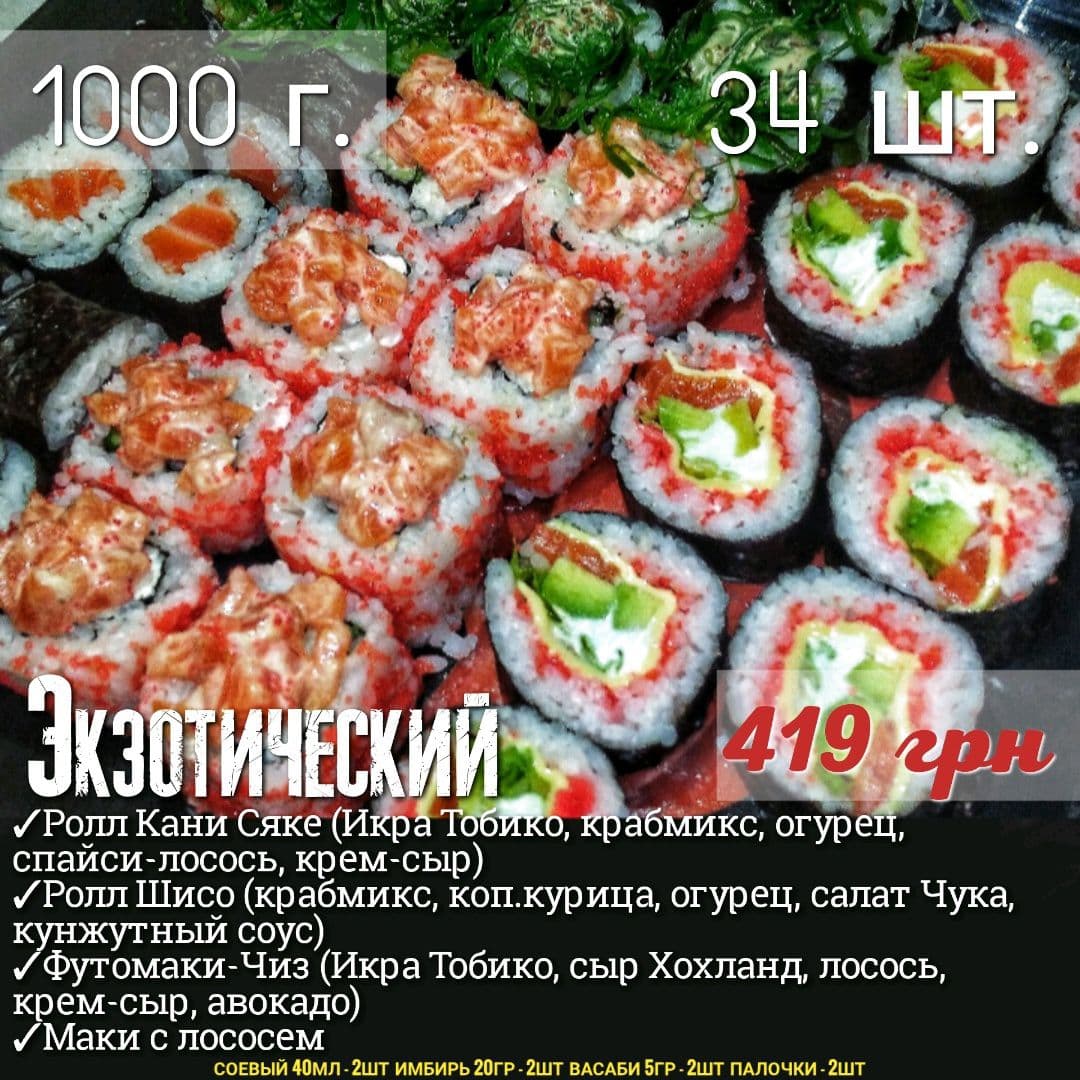 1000 г.
34 шт.
Экзотический
419 грн
✓Ролл Кани Сяке (Икра Тобико, крабмикс, огурец,
спайси-лосось, крем-сыр)
✓Ролл Шисо (крабмикс, коп.курица, огурец, салат Чука,
кунжутный соус)
✓Футомаки-Чиз (Икра Тобико, сыр Хохланд, лосось,
крем-сыр, авокадо)
✓Маки с лососем
СОЕВЫЙ 40МЛ - 2ШТ ИМБИРЬ 20ГР - 2ШТ ВАСАБИ 5ГР - 2ШТ ПАЛОЧКИ - 2ШТ